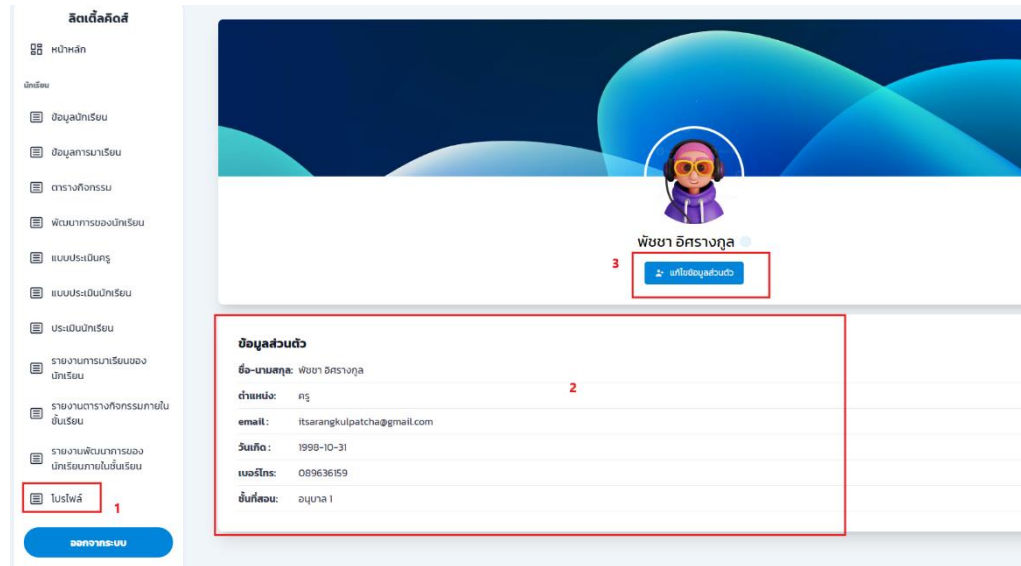 ลิตเติ้ลคิดส์
หน้าหลัก
นักเรียน
ข้อมูลนักเรียน
ข้อมูลการมาเรียน
ตารางกิจกรรม
พัฒนาการของนักเรียน
แบบประเมินครู
แบบประเมินนักเรียน
ประเมินนักเรียน
รายงานการมาเรียนของ
นักเรียน
รายงานตารางกิจกรรมภายใน
ชั้นเรียน
รายงานพัฒนาการของ
นักเรียนภายในชั้นเรียน
โปรไฟล์
1
ออกจากระบบ
พัชชา อิศรางกูล
3
แก้ไขข้อมูลส่วนตัว
ข้อมูลส่วนตัว
ชื่อ-นามสกุล: พัชชา อิศรางกูล
2
ตำแหน่ง: ครู
email : itsarangkulpatcha@gmail.com
วันเกิด : 1998-10-31
เบอร์โทร: 089636159
ชั้นที่สอน: อนุบาล 1